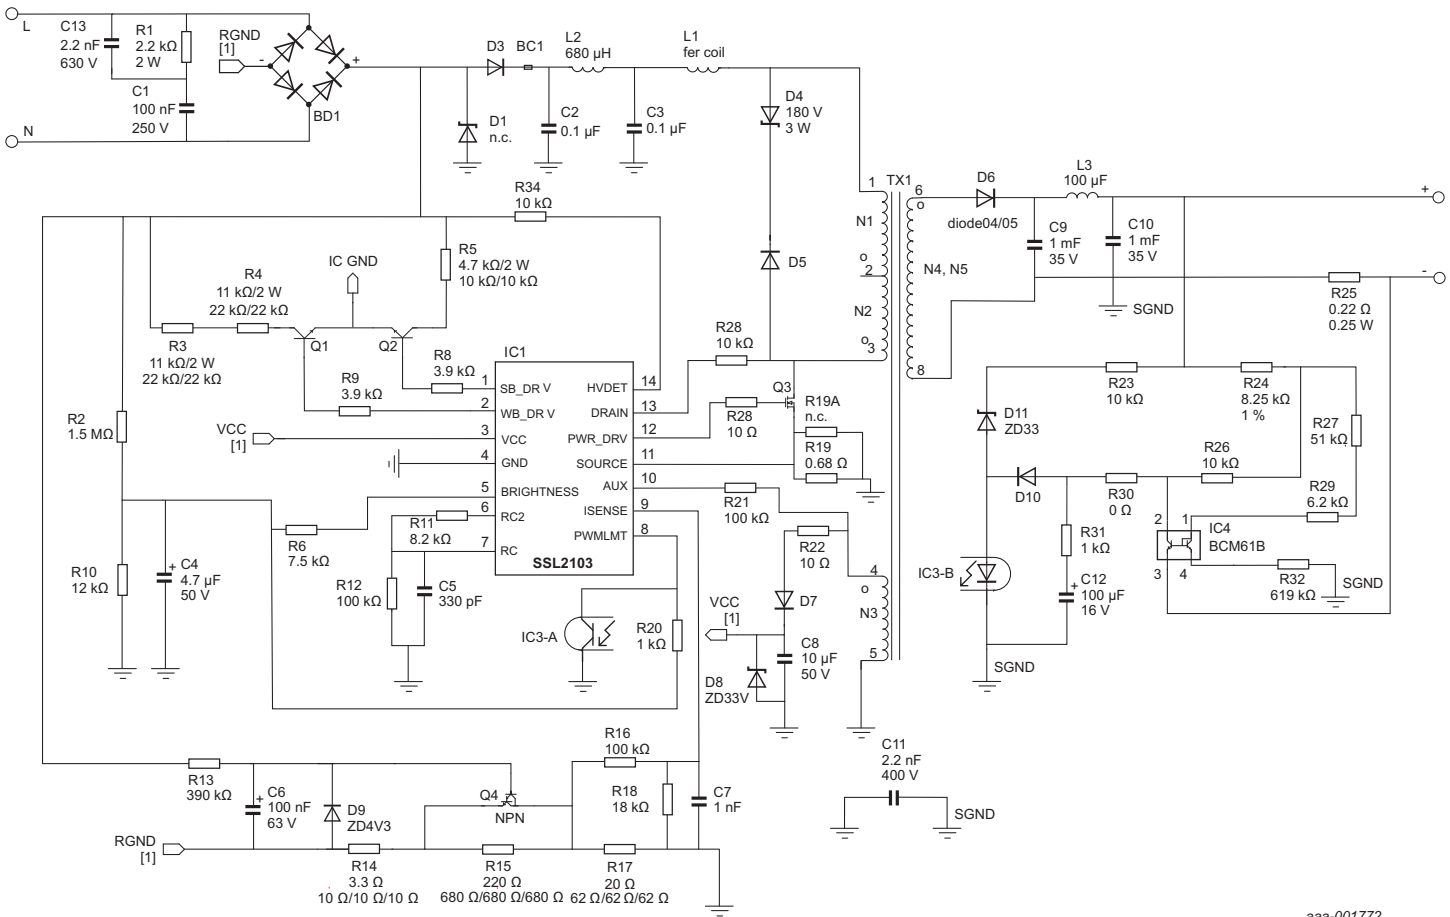 L
C13
2.2 nF
630 V
R1
2.2 kΩ
2 W
RGND
[1]
-
+
BD1
C1
100 nF
250 V
N
D3
BC1
L2
680 μH
L1
fer coil
D1
n.c.
C2
0.1 μF
C3
0.1 μF
D4
180 V
3 W
D5
TX1
1
N1
o
2
N2
o
3
6
o
N4, N5
8
D6
diode04/05
L3
100 μF
C9
1 mF
35 V
C10
1 mF
35 V
SGND
+
-
R25
0.22 Ω
0.25 W
R34
10 kΩ
R5
4.7 kΩ/2 W
10 kΩ/10 kΩ
IC GND
R4
11 kΩ/2 W
22 kΩ/22 kΩ
R3
11 kΩ/2 W
22 kΩ/22 kΩ
Q1
Q2
R8
3.9 kΩ
R9
3.9 kΩ
R2
1.5 MΩ
VCC
[1]
IC1
1
SB_DR V
2
WB_DR V
3
VCC
4
GND
5
BRIGHTNESS
6
RC2
7
RC
HVDET
14
DRAIN
13
PWR_DRV
12
SOURCE
11
AUX
10
ISENSE
9
PWMLMT
8
SSL2103
R28
10 kΩ
Q3
R28
10 Ω
R19A
n.c.
R19
0.68 Ω
R21
100 kΩ
R22
10 Ω
D7
VCC
[1]
C8
10 μF
50 V
D8
ZD33V
4
o
N3
5
R6
7.5 kΩ
R11
8.2 kΩ
R12
100 kΩ
C5
330 pF
R10
12 kΩ
+
C4
4.7 μF
50 V
IC3-A
R20
1 kΩ
R23
10 kΩ
R24
8.25 kΩ
1 %
D11
ZD33
R27
51 kΩ
R26
10 kΩ
D10
R30
0 Ω
R29
6.2 kΩ
R31
1 kΩ
2
1
IC4
BCM61B
3
4
IC3-B
+
C12
100 μF
16 V
R32
619 kΩ
SGND
SGND
R13
390 kΩ
+
C6
100 nF
63 V
D9
ZD4V3
Q4
NPN
R16
100 kΩ
R18
18 kΩ
C7
1 nF
RGND
[1]
R14
3.3 Ω
10 Ω/10 Ω/10 Ω
R15
220 Ω
680 Ω/680 Ω/680 Ω
R17
20 Ω
62 Ω/62 Ω/62 Ω
C11
2.2 nF
400 V
SGND
aaa-001772